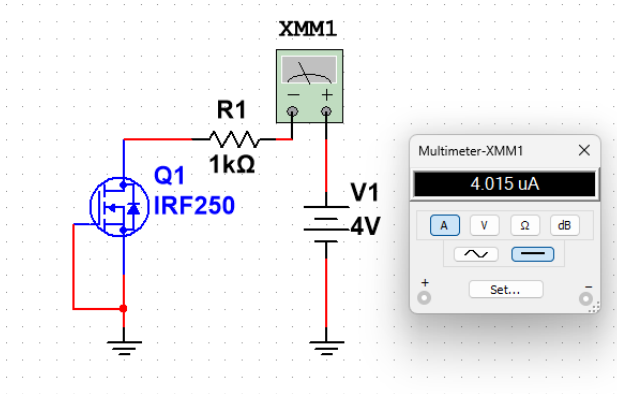 XMM1
R1
1kΩ
Q1
IRF250
V1
4V
Multimeter-XMM1
4.015 uA
A V Ω dB
+ Set... −